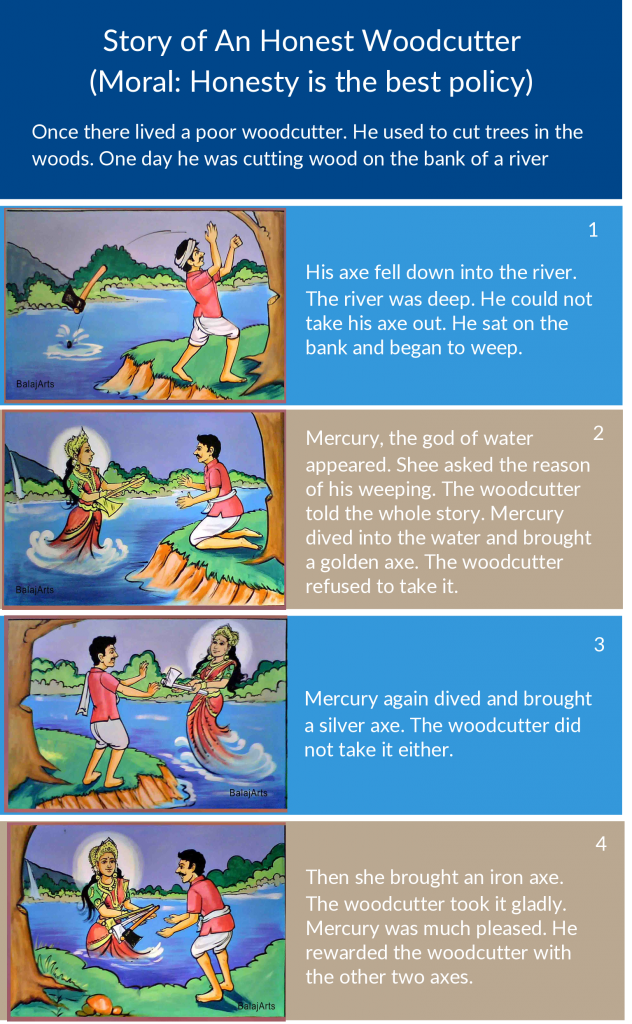 Story of An Honest Woodcutter
(Moral: Honesty is the best policy)
Once there lived a poor woodcutter. He used to cut trees in the
woods. One day he was cutting wood on the bank of a river
1
His axe fell down into the river.
The river was deep. He could not
take his axe out. He sat on the
bank and began to weep.
BalajArts
2
Mercury, the god of water
appeared. Shee asked the reason
of his weeping. The woodcutter
told the whole story. Mercury
dived into the water and brought
a golden axe. The woodcutter
refused to take it.
BalajArts
3
Mercury again dived and brought
a silver axe. The woodcutter did
not take it either.
BalajArts
4
Then she brought an iron axe.
The woodcutter took it gladly.
Mercury was much pleased. He
rewarded the woodcutter with
the other two axes.
BalajArts